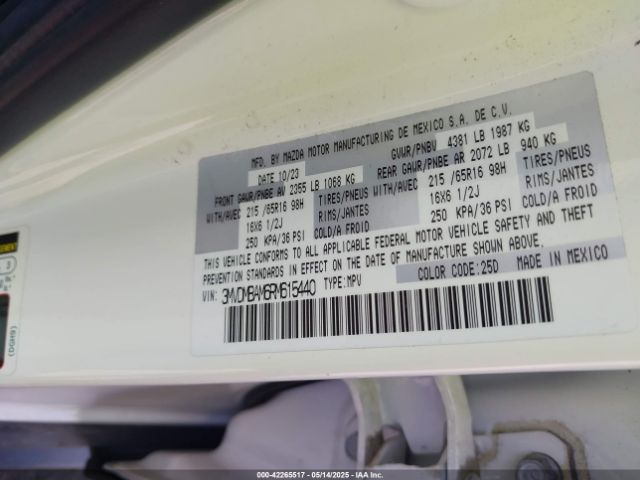 MFD. BY MAZDA MOTOR MANUFACTURING DE MEXICO S.A. DE C.V.
DATE 10/23 GVWR/PNBV 4381 LB 1987 KG
FRONT GAWR/PNBE AV 2355 LB 1068 KG REAR GAWR/PNBE AR 2072 LB 940 KG
WITH/AVEC 215 /65R16 98H TIRES/PNEUS WITH/AVEC 215 /65R16 98H TIRES/PNEUS
16X6 1/2J RIMS/JANTES 16X6 1/2J RIMS/JANTES
250 KPA/36 PSI COLD/A FROID 250 KPA/36 PSI COLD/A FROID
THIS VEHICLE CONFORMS TO ALL APPLICABLE FEDERAL MOTOR VEHICLE SAFETY AND THEFT
PREVENTION STANDARDS IN EFFECT ON THE DATE OF MANUFACTURE SHOWN ABOVE.
COLOR CODE:25D MADE IN MEXICO
VIN: 3MVDMBAM6RM615440 TYPE:MPV
(DGH9)
000-42265517 - 05/14/2025 - IAAI.COM